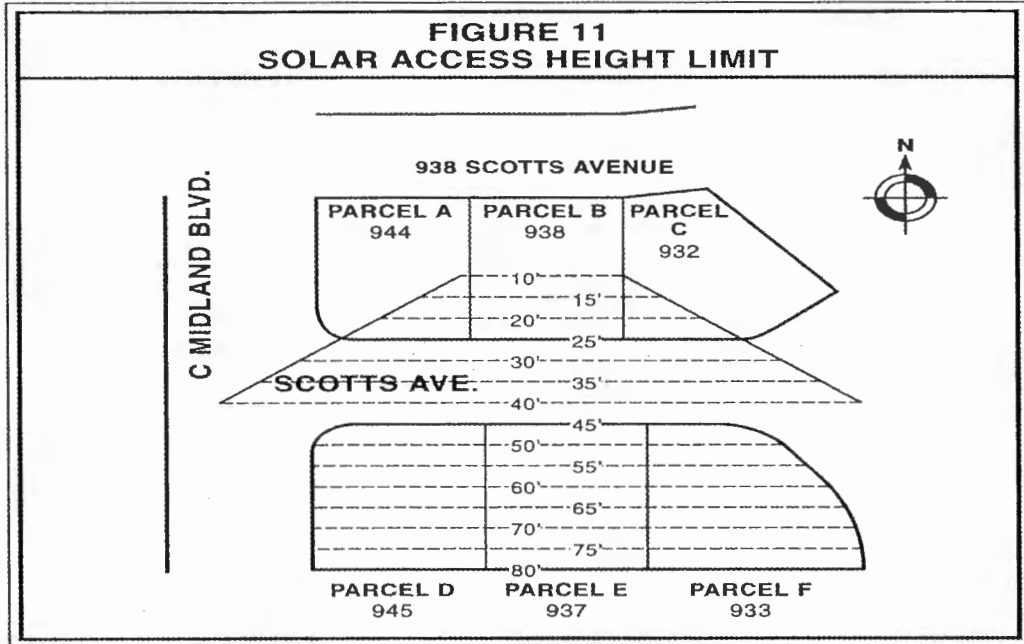 FIGURE 11
SOLAR ACCESS HEIGHT LIMIT
N
938 SCOTTS AVENUE
C MIDLAND BLVD.
PARCEL A
944
PARCEL B
938
PARCEL
C
932
10'
15'
20'
25'
30'
SCOTTS AVE.
35'
40'
45'
50'
55'
60'
65'
70'
75'
80'
PARCEL D
945
PARCEL E
937
PARCEL F
933